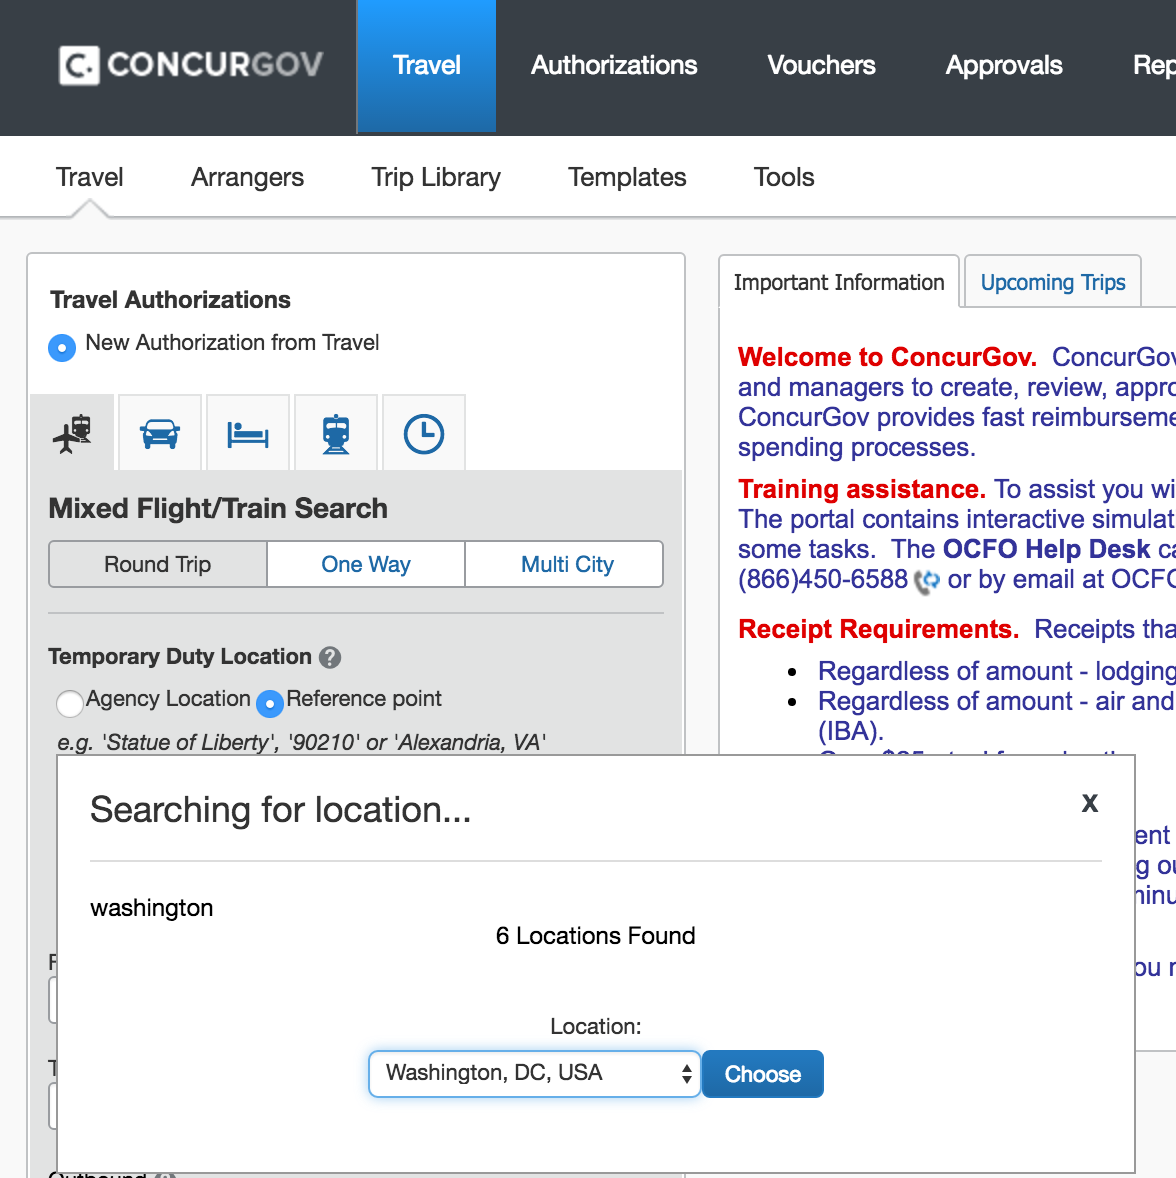 C. CONCURGOV
Travel
Authorizations
Vouchers
Approvals
Rep
Travel
Arrangers
Trip Library
Templates
Tools
Travel Authorizations
New Authorization from Travel
Mixed Flight/Train Search
Round Trip
One Way
Multi City
Temporary Duty Location ?
Agency Location
Reference point
e.g. 'Statue of Liberty', '90210' or 'Alexandria, VA'
Important Information
Upcoming Trips
Welcome to ConcurGov. ConcurGov
and managers to create, review, appro
ConcurGov provides fast reimburseme
spending processes.
Training assistance. To assist you wi
The portal contains interactive simulat
some tasks. The OCFO Help Desk ca
(866)450-6588 or by email at OCFO
Receipt Requirements. Receipts tha
Regardless of amount - lodging
Regardless of amount - air and
(IBA).
ent
g ou
ninu
ou r
Searching for location...
X
washington
6 Locations Found
Location:
Washington, DC, USA
Choose
F
T
Outbound